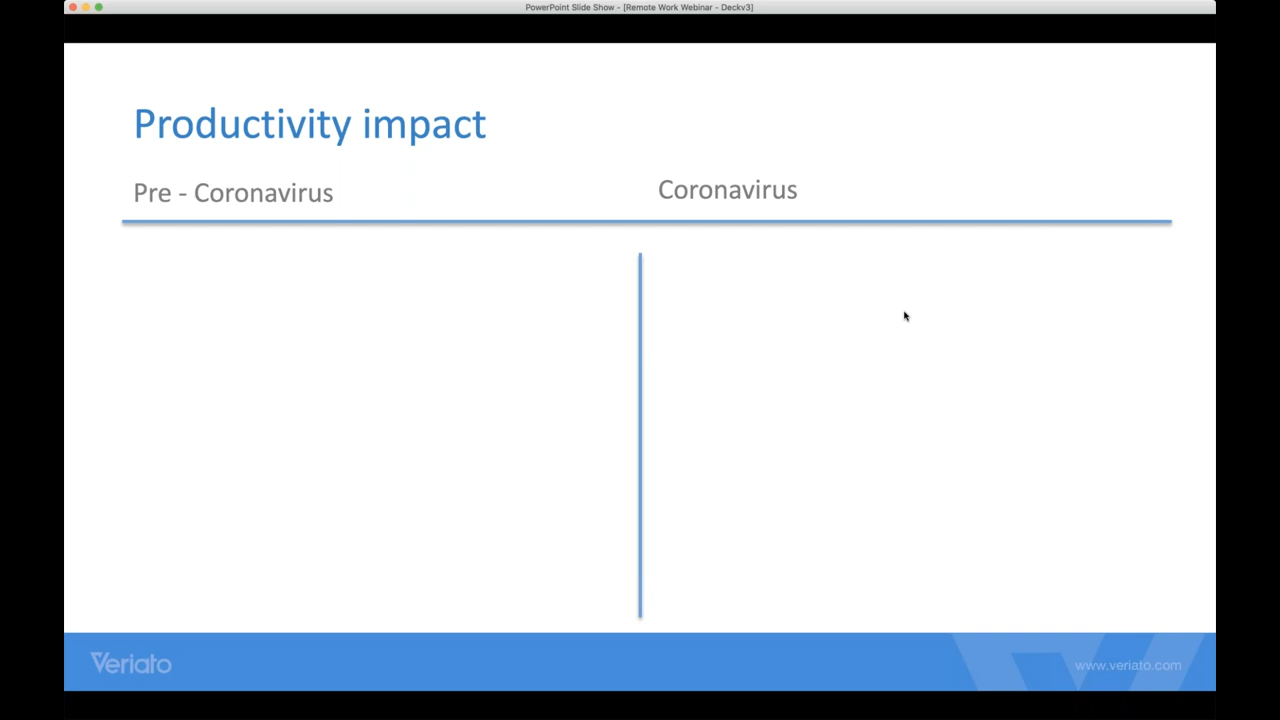 PowerPoint Slide Show - [Remote Work Webinar - Deckv3]
Productivity impact
Pre - Coronavirus
Coronavirus
Veriato
www.veriato.com